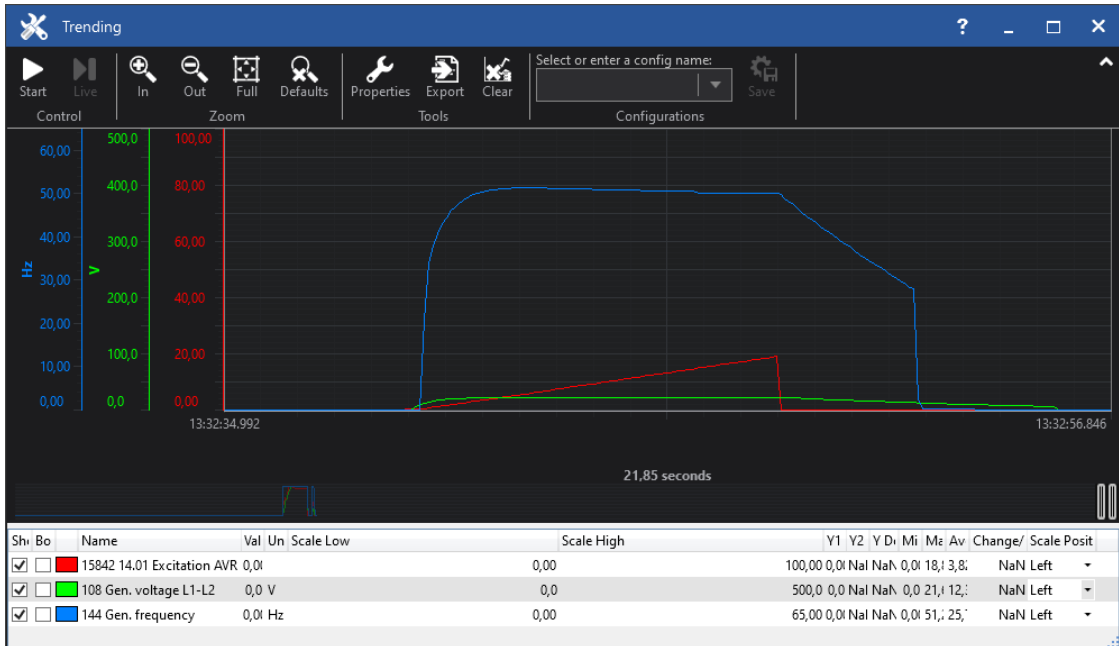 Trending
?
Start
Live
In
Out
Full
Defaults
Properties
Export
Clear
Select or enter a config name:
Save
Control
Zoom
Tools
Configurations
60,00
50,00
40,00
30,00
20,00
10,00
0,00
Hz
500,0
400,0
300,0
200,0
100,0
0,0
V
100,00
80,00
60,00
40,00
20,00
0,00
13:32:34.992
13:32:56.846
21,85 seconds
Bo Name Val Un Scale Low Scale High Y1 Y2 Mi Av Change/ Scale Posit
15842 14.01 Excitation AVR 0,00 100,00 NaN Left
108 Gen. voltage L1-L2 0,0 V 0,0 500,0 0,0 NaN Left
144 Gen. frequency Hz 0,00 65,00 NaN Left